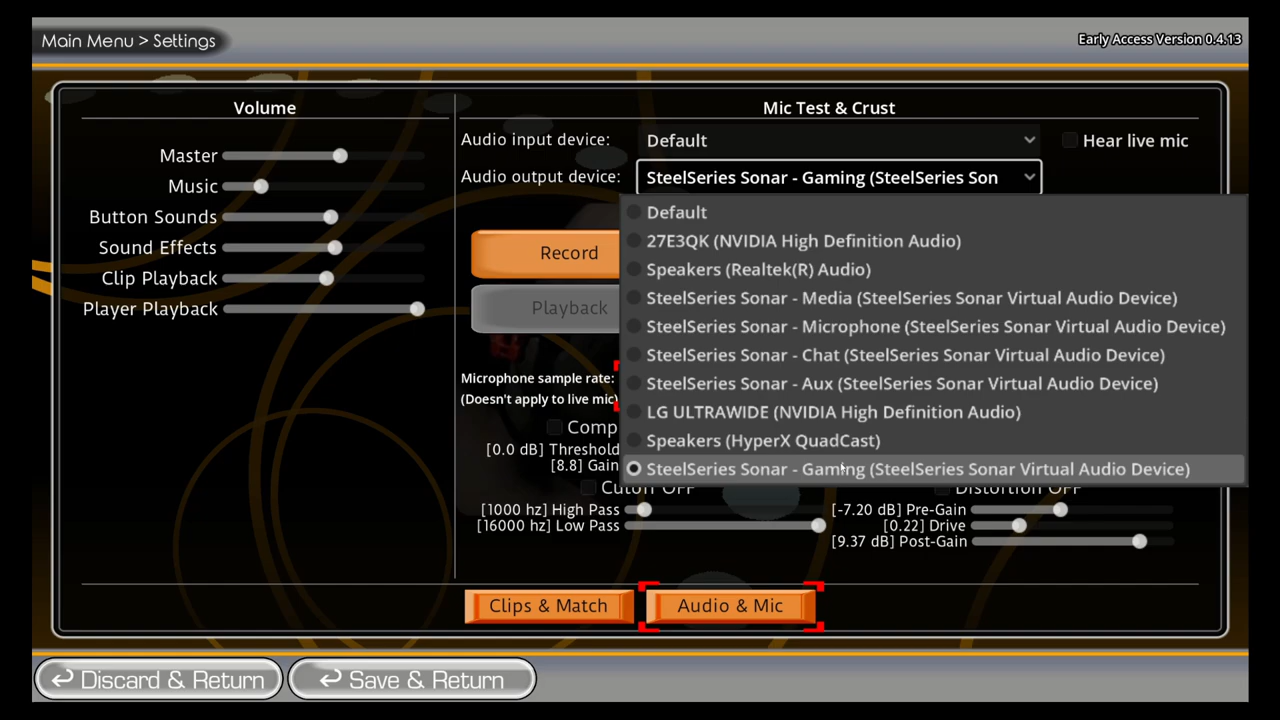 Main Menu > Settings
Early Access Version 0.4.13
Volume
Master
Music
Button Sounds
Sound Effects
Clip Playback
Player Playback
Mic Test & Crust
Audio input device:
Default
Hear live mic
Audio output device:
SteelSeries Sonar - Gaming (SteelSeries Son
Default
27E3QK (NVIDIA High Definition Audio)
Speakers (Realtek(R) Audio)
SteelSeries Sonar - Media (SteelSeries Sonar Virtual Audio Device)
SteelSeries Sonar - Microphone (SteelSeries Sonar Virtual Audio Device)
SteelSeries Sonar - Chat (SteelSeries Sonar Virtual Audio Device)
SteelSeries Sonar - Aux (SteelSeries Sonar Virtual Audio Device)
LG ULTRAWIDE (NVIDIA High Definition Audio)
Speakers (HyperX QuadCast)
SteelSeries Sonar - Gaming (SteelSeries Sonar Virtual Audio Device)
Record
Playback
Microphone sample rate:
(Doesn't apply to live mic)
Comp
[0.0 dB] Threshold
[8.8] Gain
Cutoff OFF
[1000 hz] High Pass
[16000 hz] Low Pass
Distortion OFF
[-7.20 dB] Pre-Gain
[0.22] Drive
[9.37 dB] Post-Gain
Clips & Match
Audio & Mic
Discard & Return
Save & Return